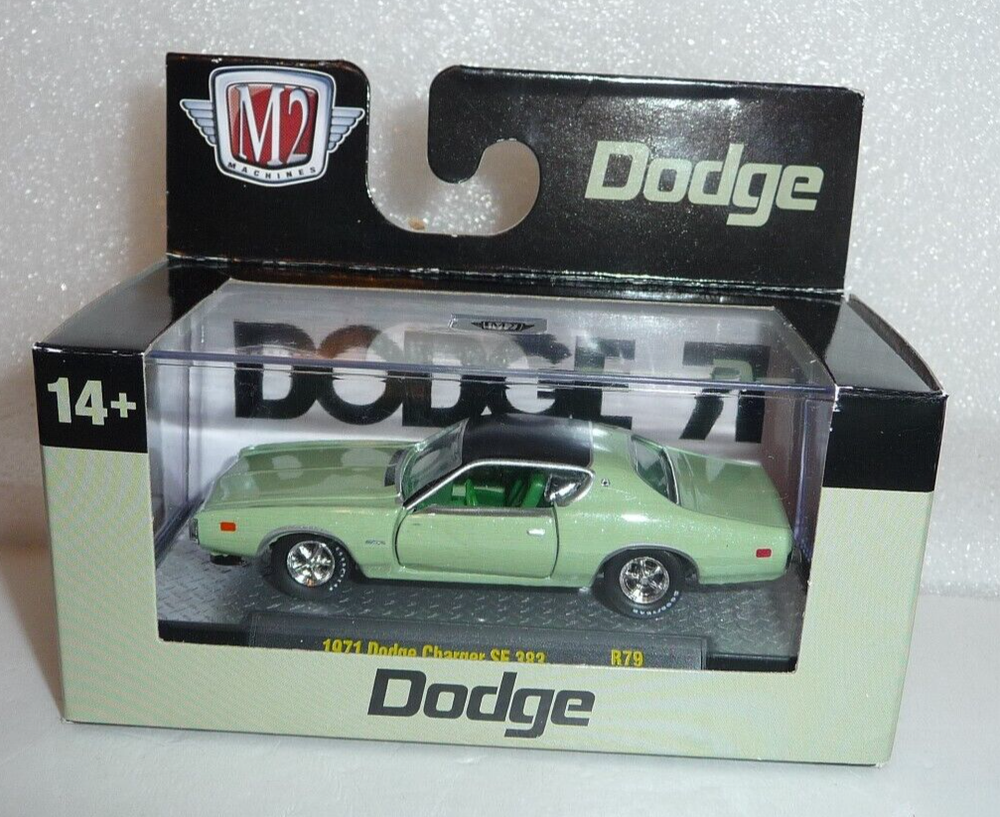 M2
MACHINES
Dodge
14+
DODGE '71
1971 Dodge Charger SE 383 R79
Dodge